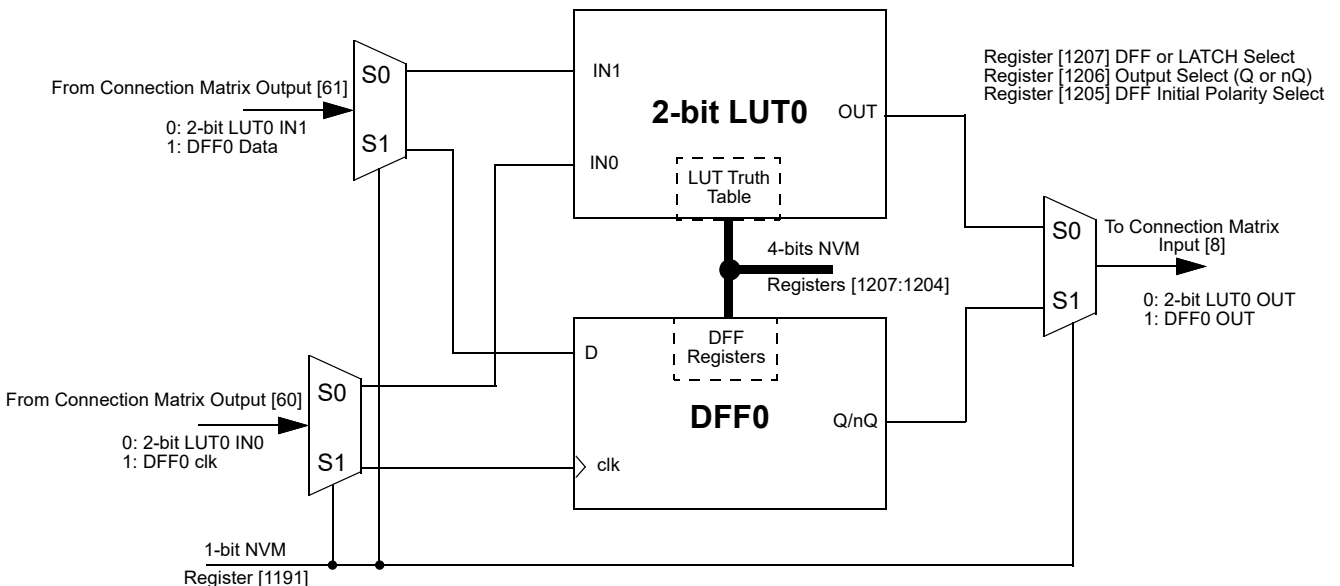 S0
From Connection Matrix Output [61]
0: 2-bit LUT0 IN1
1: DFF0 Data
S1
IN1
2-bit LUT0
OUT
IN0
LUT Truth
Table
Register [1207] DFF or LATCH Select
Register [1206] Output Select (Q or nQ)
Register [1205] DFF Initial Polarity Select
4-bits NVM
Registers [1207:1204]
S0
To Connection Matrix
Input [8]
S1
0: 2-bit LUT0 OUT
1: DFF0 OUT
DFF
Registers
D
DFF0
Q/nQ
clk
From Connection Matrix Output [60]
S0
0: 2-bit LUT0 IN0
1: DFF0 clk
S1
1-bit NVM
Register [1191]